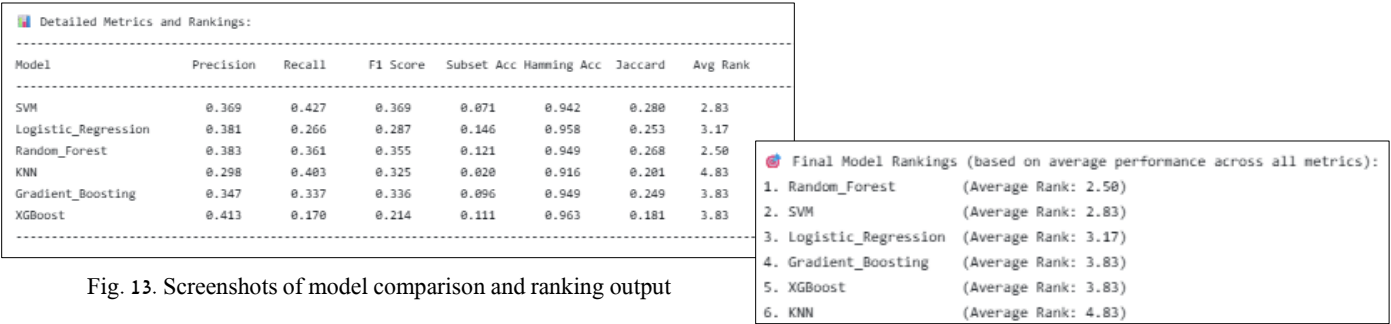 📊 Detailed Metrics and Rankings:
------------------------------------------------------------------------------------------------
Model Precision Recall F1 Score Subset Acc Hamming Acc Jaccard Avg Rank
------------------------------------------------------------------------------------------------
SVM 0.369 0.427 0.369 0.071 0.942 0.280 2.83
Logistic_Regression 0.381 0.266 0.287 0.146 0.958 0.253 3.17
Random_Forest 0.383 0.361 0.355 0.121 0.949 0.268 2.50
KNN 0.298 0.403 0.325 0.020 0.916 0.201 4.83
Gradient_Boosting 0.347 0.337 0.336 0.096 0.949 0.249 3.83
XGBoost 0.413 0.170 0.214 0.111 0.963 0.181 3.83
------------------------------------------------------------------------------------------------
🎯 Final Model Rankings (based on average performance across all metrics):
1. Random_Forest (Average Rank: 2.50)
2. SVM (Average Rank: 2.83)
3. Logistic_Regression (Average Rank: 3.17)
4. Gradient_Boosting (Average Rank: 3.83)
5. XGBoost (Average Rank: 3.83)
6. KNN (Average Rank: 4.83)
Fig. 13. Screenshots of model comparison and ranking output